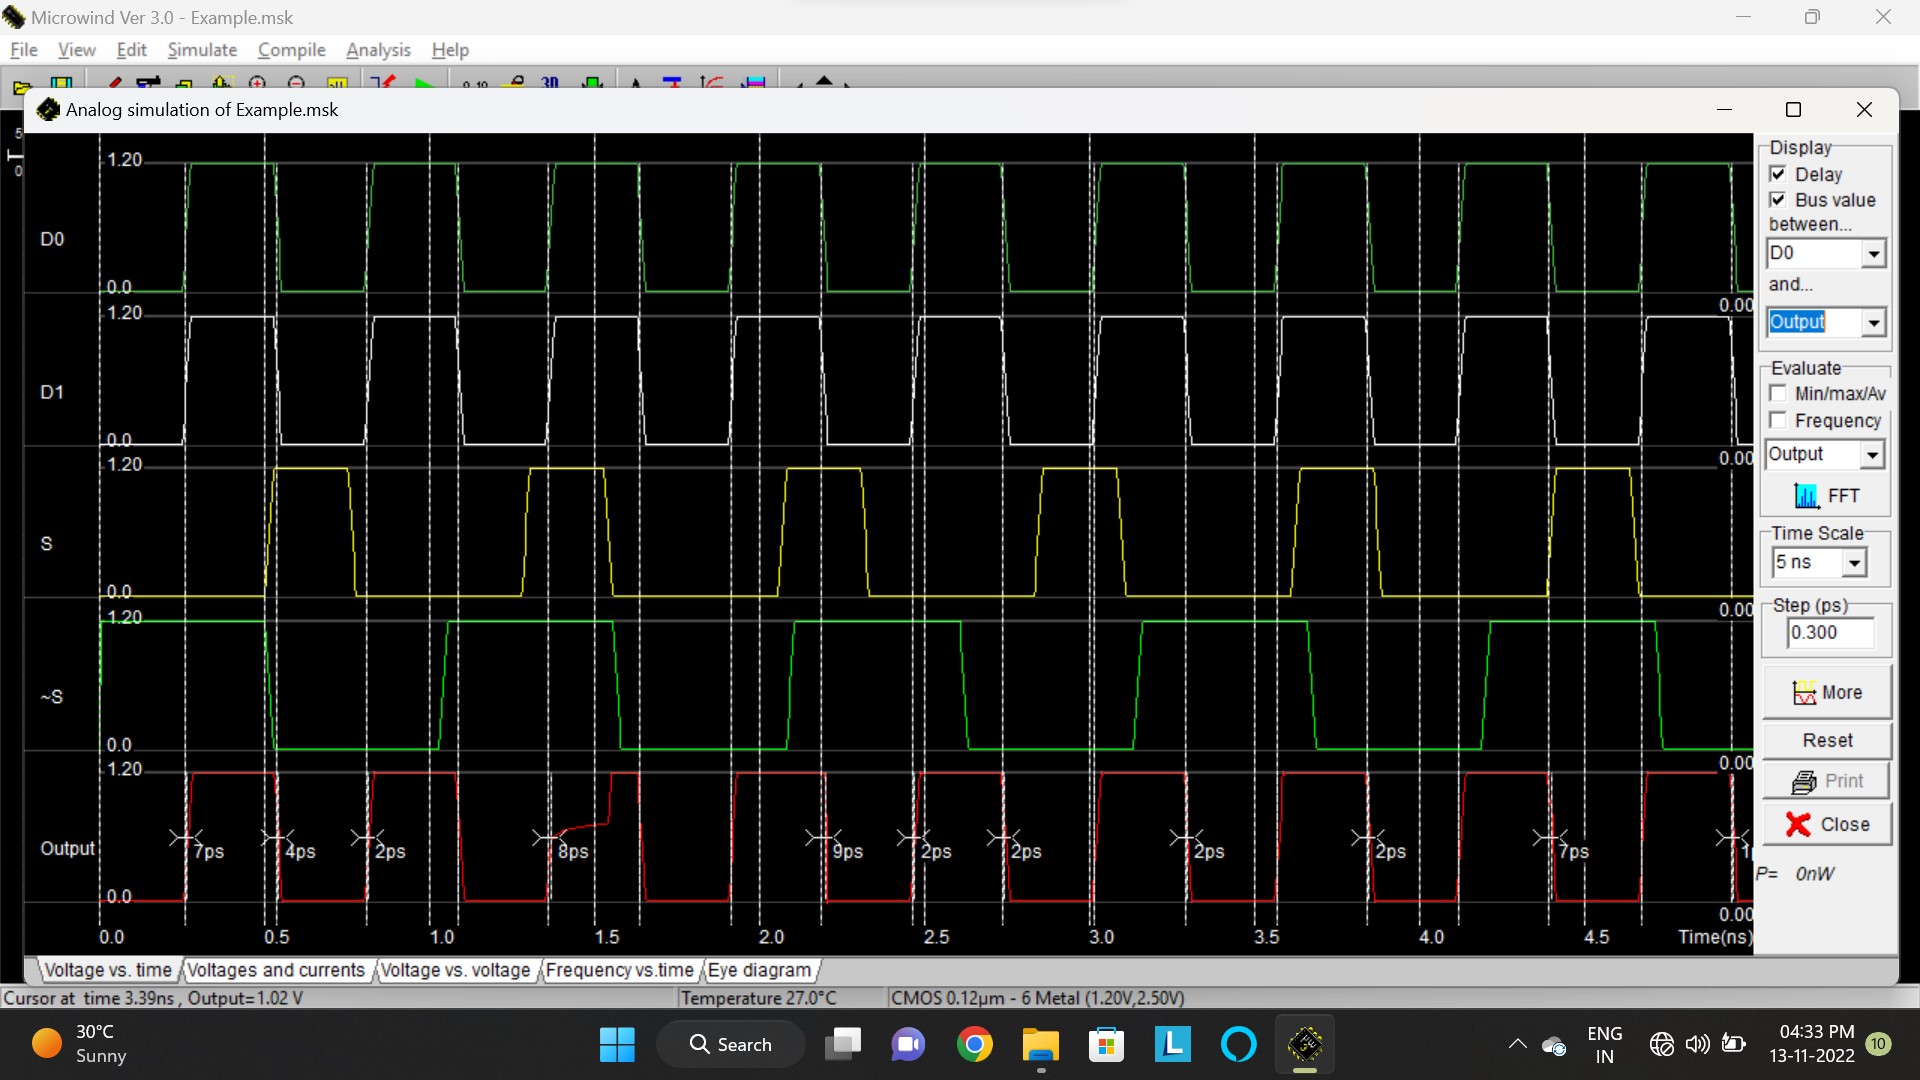 Microwind Ver 3.0 - Example.msk
File View Edit Simulate Compile Analysis Help
Analog simulation of Example.msk
D0
1.20
0.0
0.00
D1
1.20
0.0
0.00
S
1.20
0.0
0.00
~S
1.20
0.0
0.00
Output
1.20
0.0
0.00
7ps 4ps 2ps 8ps 9ps 2ps 2ps 2ps 2ps 7ps
0.0 0.5 1.0 1.5 2.0 2.5 3.0 3.5 4.0 4.5 Time(ns)
Display
Delay
Bus value
between...
D0
and...
Output
Evaluate
Min/max/Av
Frequency
Output
FFT
Time Scale
5 ns
Step (ps)
0.300
More
Reset
Print
Close
P= 0nW
Voltage vs. time Voltages and currents Voltage vs. voltage Frequency vs.time Eye diagram
Cursor at time 3.39ns , Output=1.02 V Temperature 27.0°C CMOS 0.12µm - 6 Metal (1.20V,2.50V)
30°C
Sunny
Search
L
ENG
IN
04:33 PM
13-11-2022
10